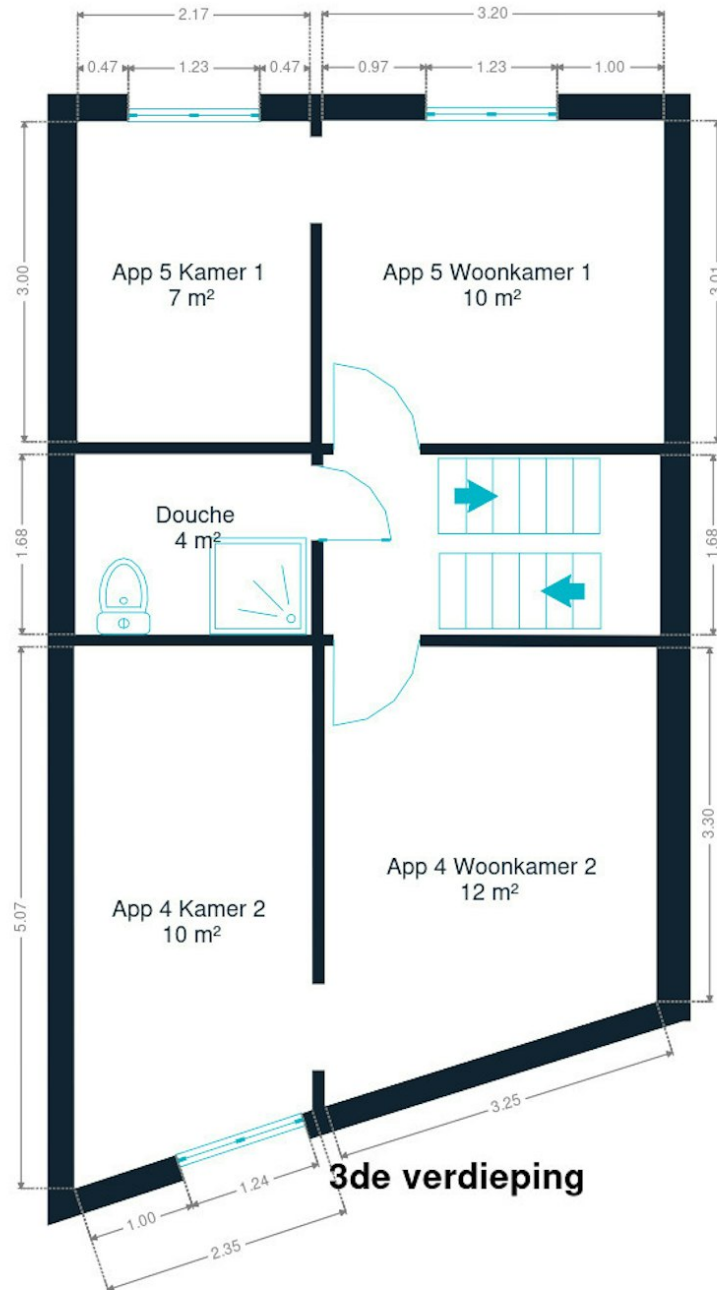 2.17
3.20
0.47
1.23
0.47
0.97
1.23
1.00
3.00
3.01
App 5 Kamer 1
7 m²
App 5 Woonkamer 1
10 m²
1.68
1.68
Douche
4 m²
5.07
3.30
App 4 Kamer 2
10 m²
App 4 Woonkamer 2
12 m²
3.25
3de verdieping
1.24
1.00
2.35